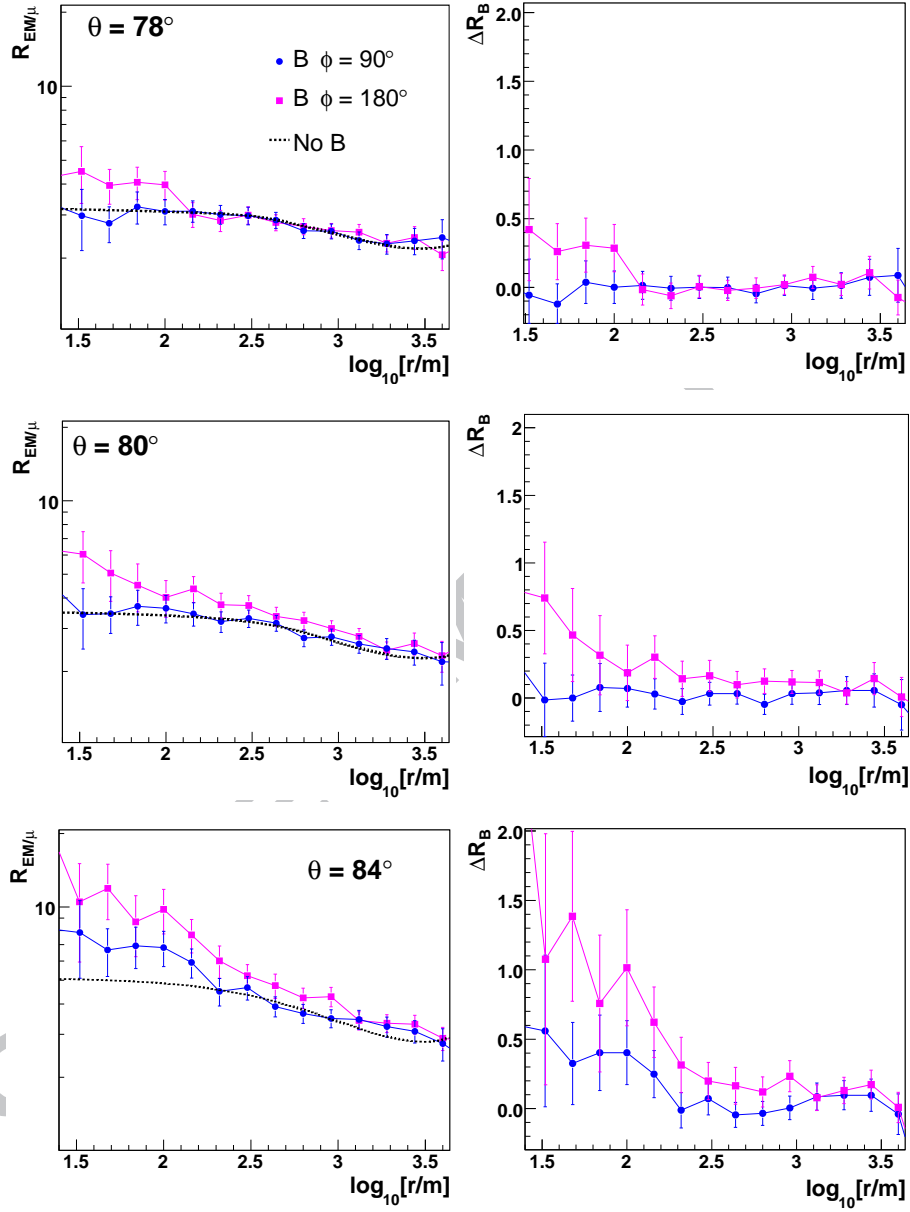 R_EM/μ
θ = 78°
B φ = 90°
B φ = 180°
No B
10
1.5 2 2.5 3 3.5
log10[r/m]
ΔR_B
2.0
1.5
1.0
0.5
0.0
1.5 2 2.5 3 3.5
log10[r/m]
R_EM/μ
θ = 80°
10
1.5 2 2.5 3 3.5
log10[r/m]
ΔR_B
2
1.5
1
0.5
0
1.5 2 2.5 3 3.5
log10[r/m]
R_EM/μ
θ = 84°
10
1.5 2 2.5 3 3.5
log10[r/m]
ΔR_B
2.0
1.5
1.0
0.5
0.0
1.5 2 2.5 3 3.5
log10[r/m]